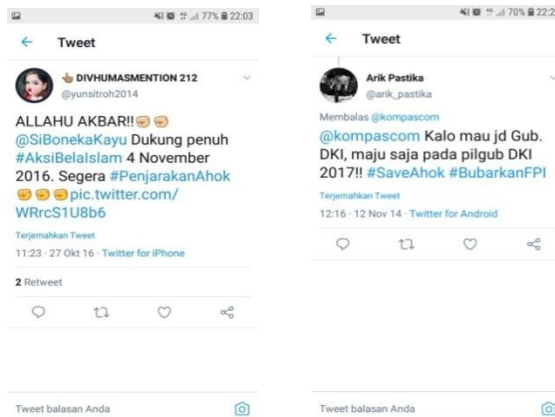 77% 22:03
Tweet
DIVHUMASMENTION 212
@yunsitroh2014
ALLAHU AKBAR!!
@SiBonekaKayu Dukung penuh
#AksiBelaIslam 4 November
2016. Segera #PenjarakanAhok
pic.twitter.com/
WRrcS1U8b6
Terjemahkan Tweet
11:23 · 27 Okt 16 · Twitter for iPhone
2 Retweet
Tweet balasan Anda
70% 22:2
Tweet
Arik Pastika
@arik_pastika
Membalas @kompascom
@kompascom Kalo mau jd Gub.
DKI, maju saja pada pilgub DKI
2017!! #SaveAhok #BubarkanFPI
Terjemahkan Tweet
12:16 · 12 Nov 14 · Twitter for Android
Tweet balasan Anda